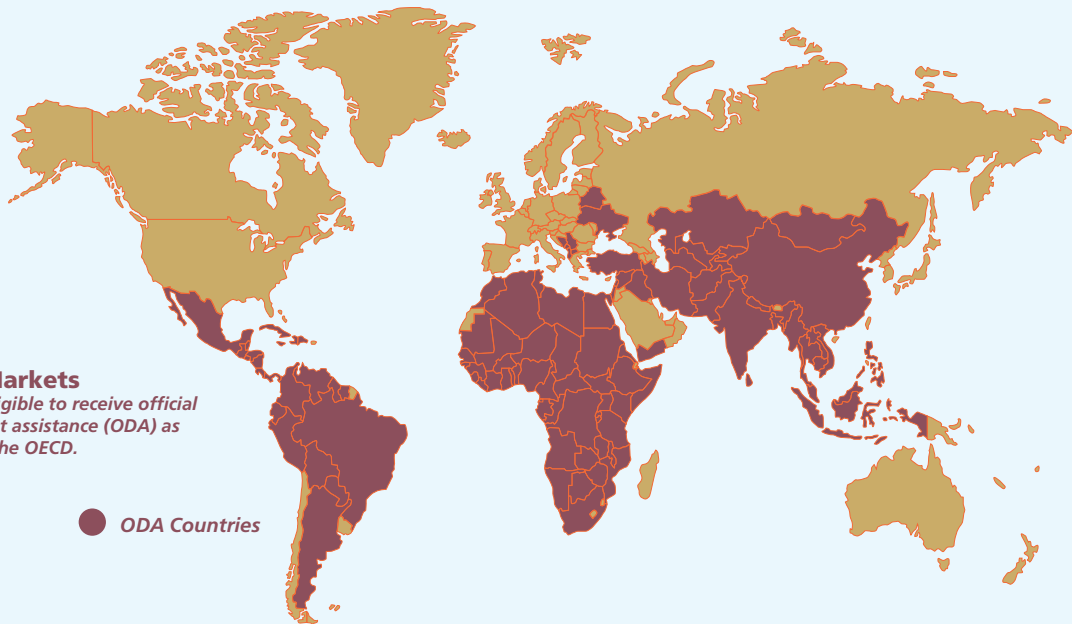 Markets
igible to receive official
t assistance (ODA) as
he OECD.
ODA Countries